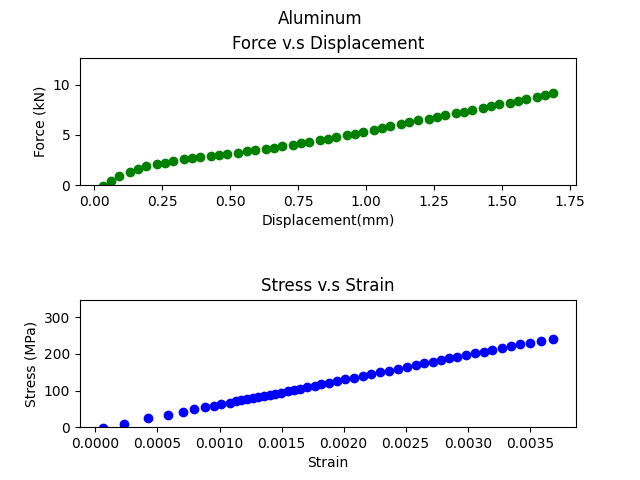 Aluminum
Force v.s Displacement
Force (kN)
10
5
0
0.00 0.25 0.50 0.75 1.00 1.25 1.50 1.75
Displacement(mm)
Stress v.s Strain
Stress (MPa)
300
200
100
0
0.0000 0.0005 0.0010 0.0015 0.0020 0.0025 0.0030 0.0035
Strain